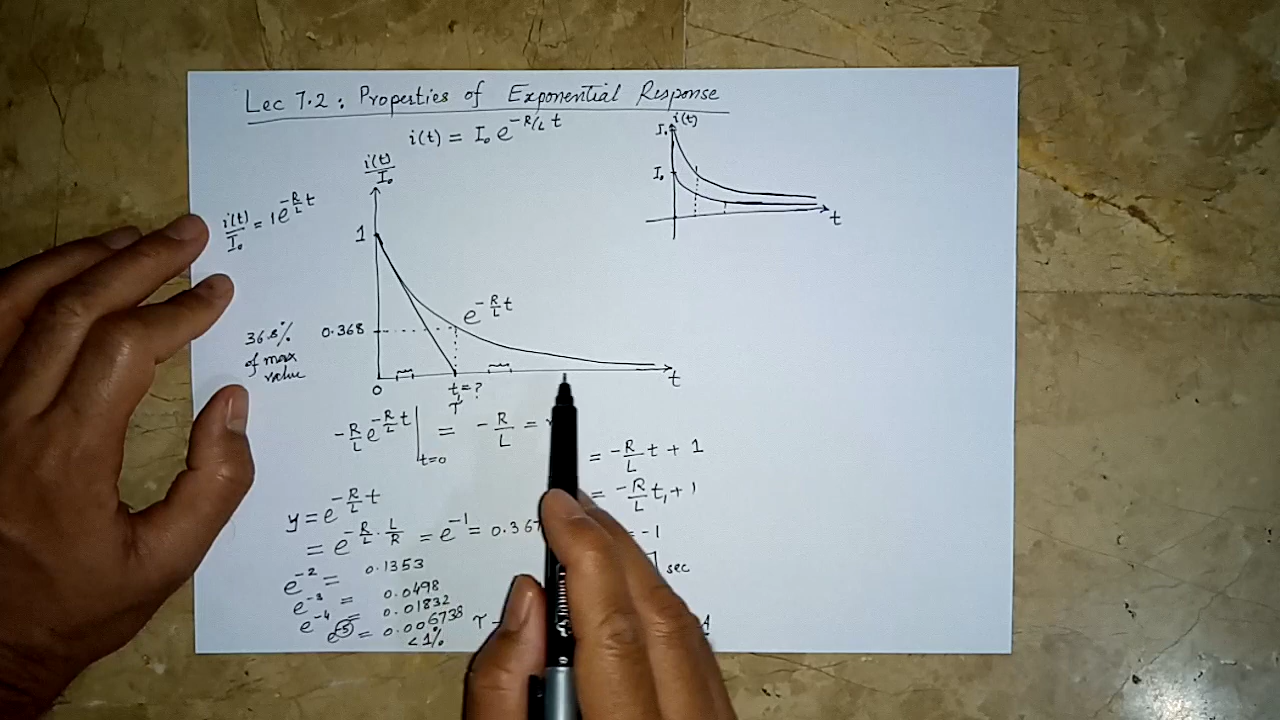 Lec 7.2: Properties of Exponential Response
i(t) = I₀ e^{-R/L t}
i(t)
I₀
i(t)
I₀
I₀
t
i(t)/I₀ = 1e^{-R/L t}
1
e^{-R/L t}
36.8%
of max
value
0.368
0
t₁ = ?
τ
t
-R/L e^{-R/L t} |_{t=0} = -R/L =
= -R/L t + 1
y = e^{-R/L t}
= -R/L t₁ + 1
= e^{-R/L · L/R} = e^{-1} = 0.367
= -1
e^{-2} = 0.1353
sec
e^{-3} = 0.0498
e^{-4} = 0.01832
e^{-5} = 0.006738
<1%
τ